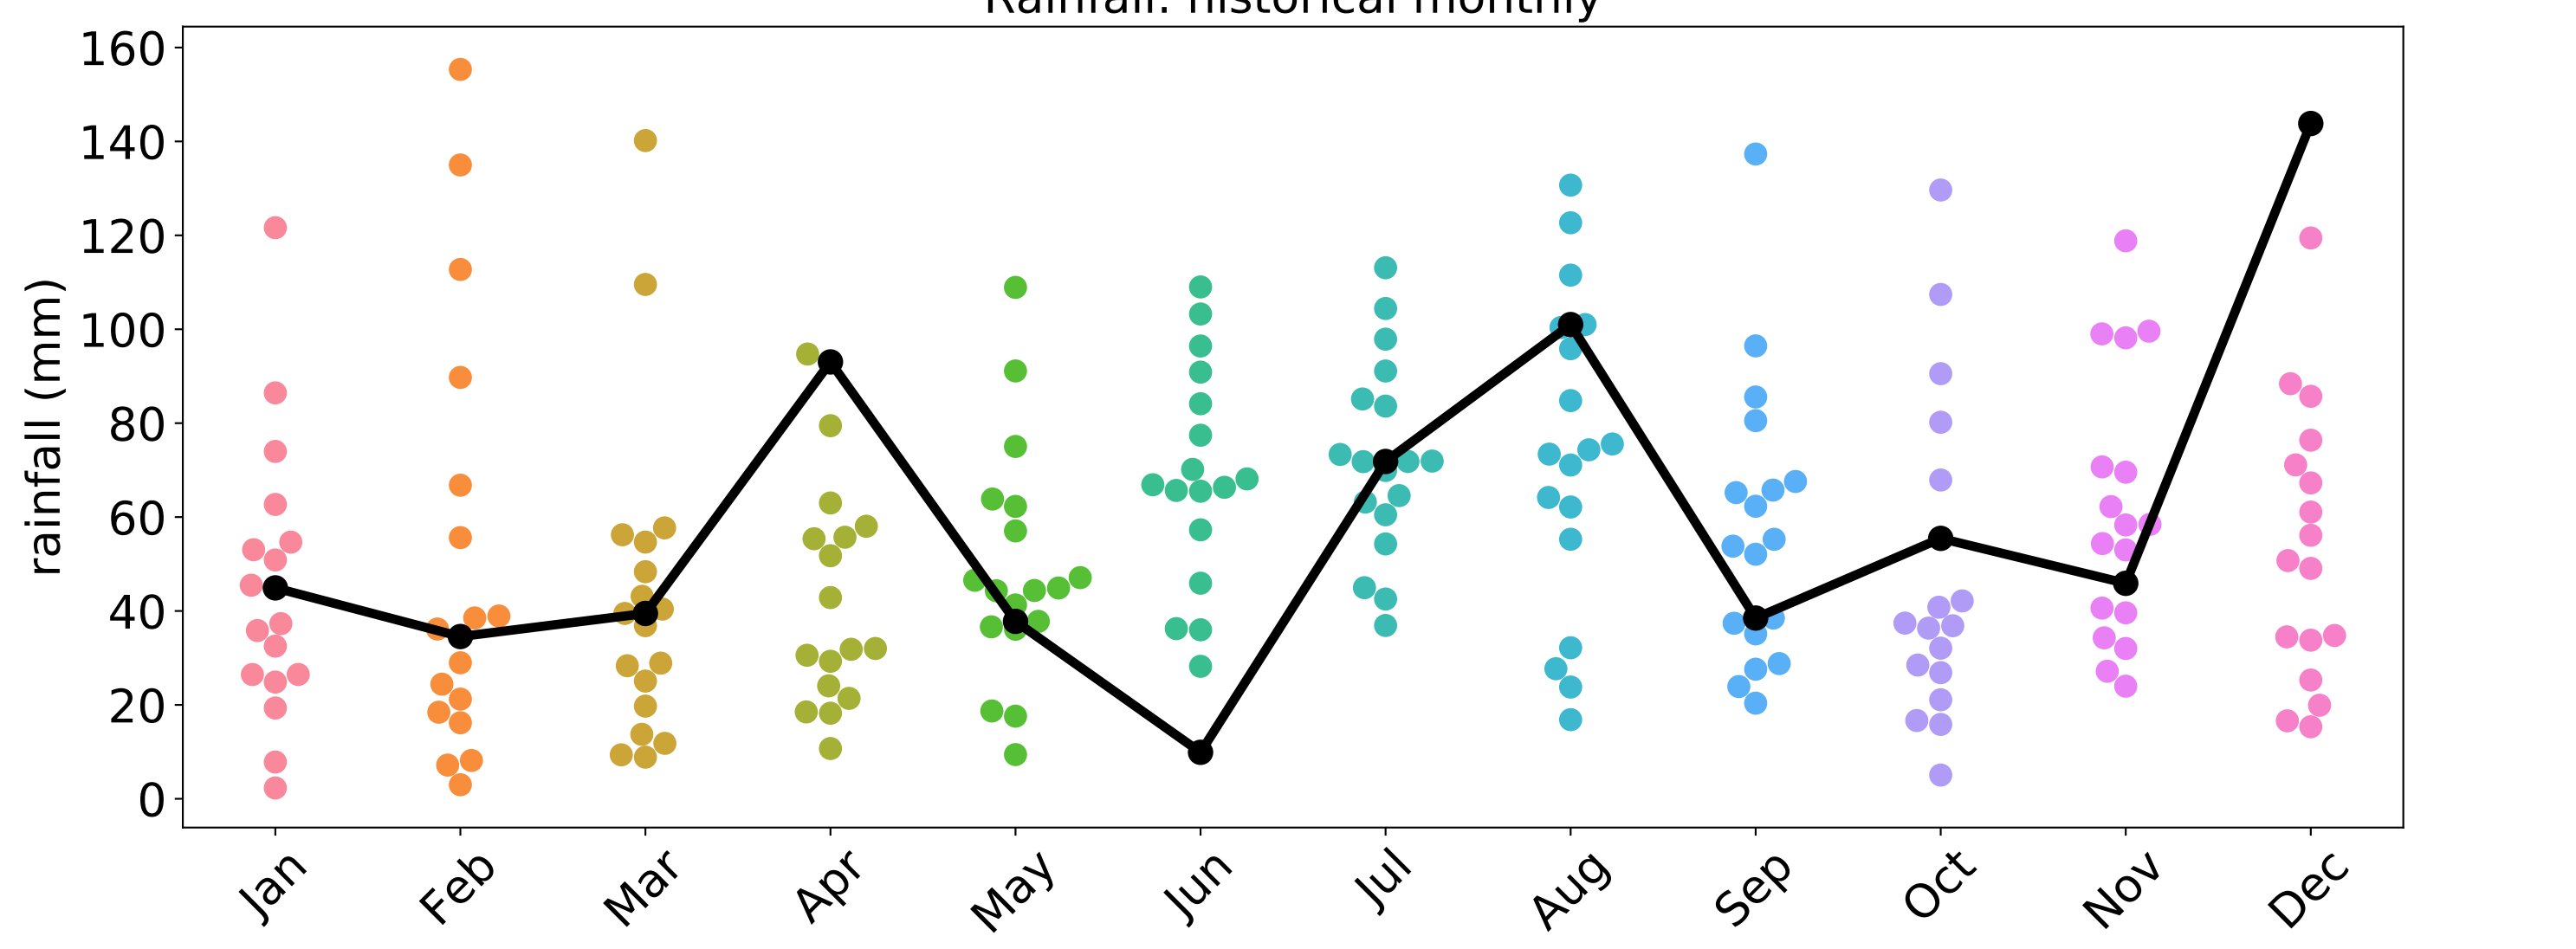 Rainfall: historical monthly
160
140
120
100
80
60
40
20
0
rainfall (mm)
Jan
Feb
Mar
Apr
May
Jun
Jul
Aug
Sep
Oct
Nov
Dec